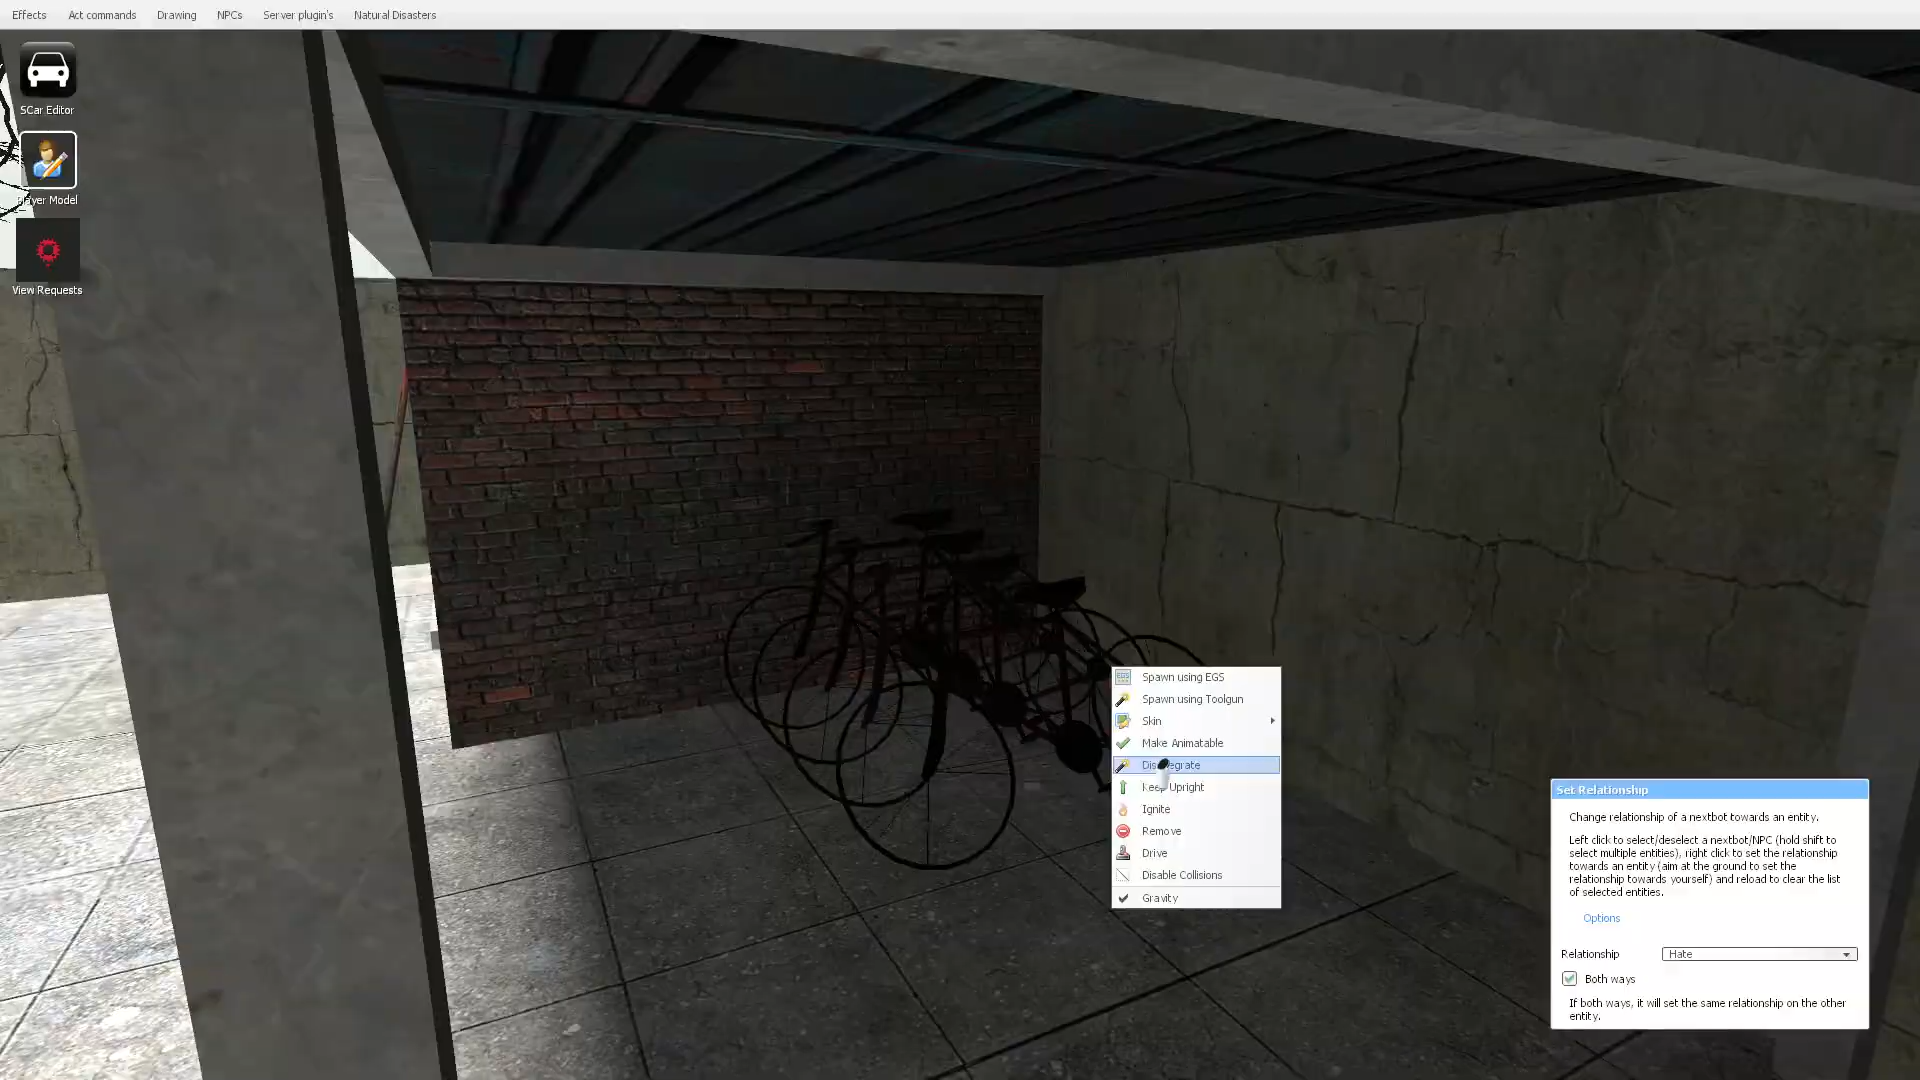 Effects Act commands Drawing NPCs Server plugin's Natural Disasters
SCar Editor
Player Model
View Requests
Spawn using EGS
Spawn using Toolgun
Skin
Make Animatable
Disintegrate
Keep Upright
Ignite
Remove
Drive
Disable Collisions
Gravity
Set Relationship
Change relationship of a nextbot towards an entity.
Left click to select/deselect a nextbot/NPC (hold shift to
select multiple entities), right click to set the relationship
towards an entity (aim at the ground to set the
relationship towards yourself) and reload to clear the list
of selected entities.
Options
Relationship Hate
Both ways
If both ways, it will set the same relationship on the other
entity.